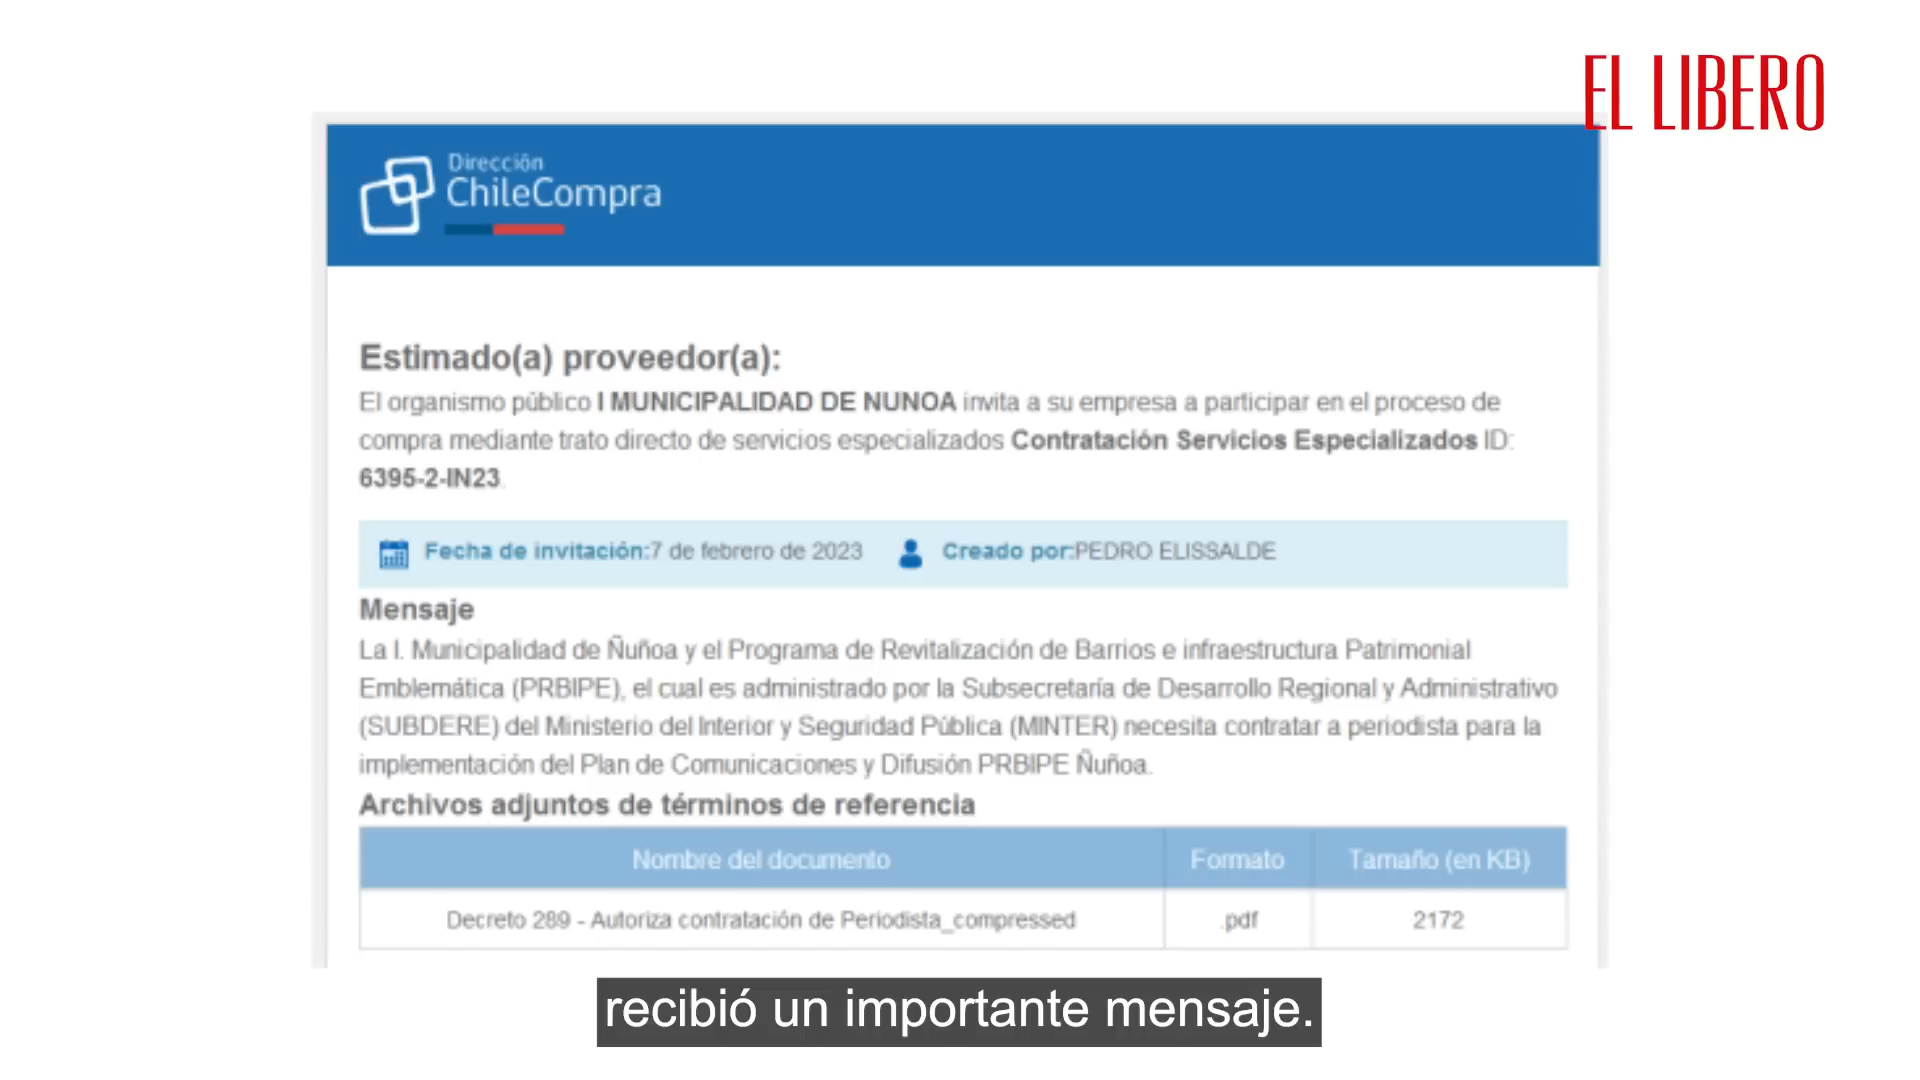 EL LIBERO
Dirección
ChileCompra
Estimado(a) proveedor(a):
El organismo público I MUNICIPALIDAD DE NUNOA invita a su empresa a participar en el proceso de
compra mediante trato directo de servicios especializados Contratación Servicios Especializados ID:
6395-2-IN23.
Fecha de invitación:7 de febrero de 2023 Creado por:PEDRO ELISSALDE
Mensaje
La I. Municipalidad de Ñuñoa y el Programa de Revitalización de Barrios e infraestructura Patrimonial
Emblemática (PRBIPE), el cual es administrado por la Subsecretaría de Desarrollo Regional y Administrativo
(SUBDERE) del Ministerio del Interior y Seguridad Pública (MINTER) necesita contratar a periodista para la
implementación del Plan de Comunicaciones y Difusión PRBIPE Ñuñoa.
Archivos adjuntos de términos de referencia
Nombre del documento Formato Tamaño (en KB)
Decreto 289 - Autoriza contratación de Periodista_compressed .pdf 2172
recibió un importante mensaje.